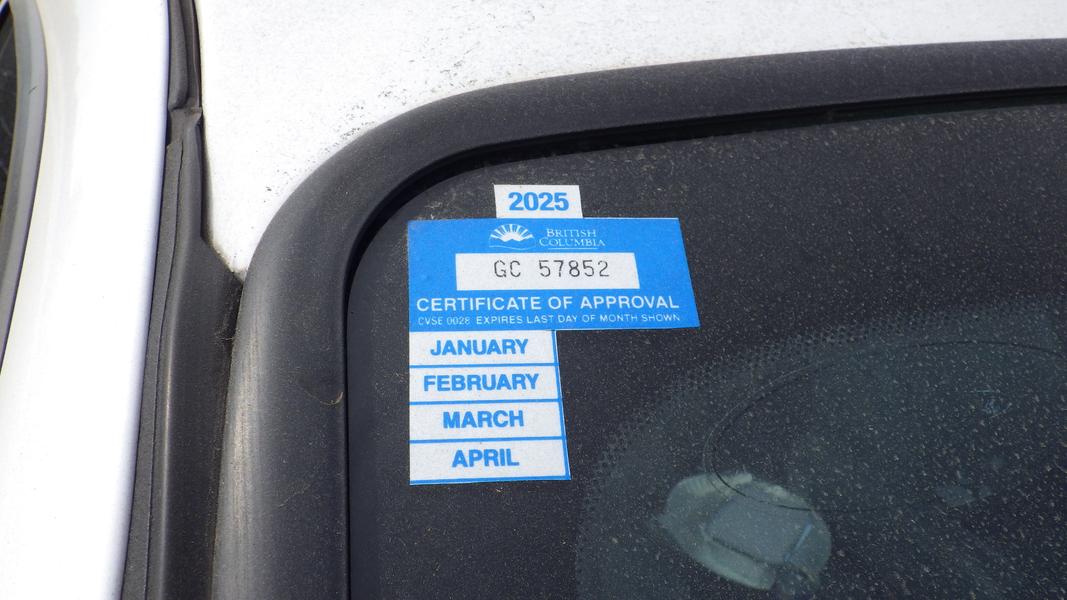 2025
BRITISH
COLUMBIA
GC 57852
CERTIFICATE OF APPROVAL
CVSE 0028 EXPIRES LAST DAY OF MONTH SHOWN
JANUARY
FEBRUARY
MARCH
APRIL